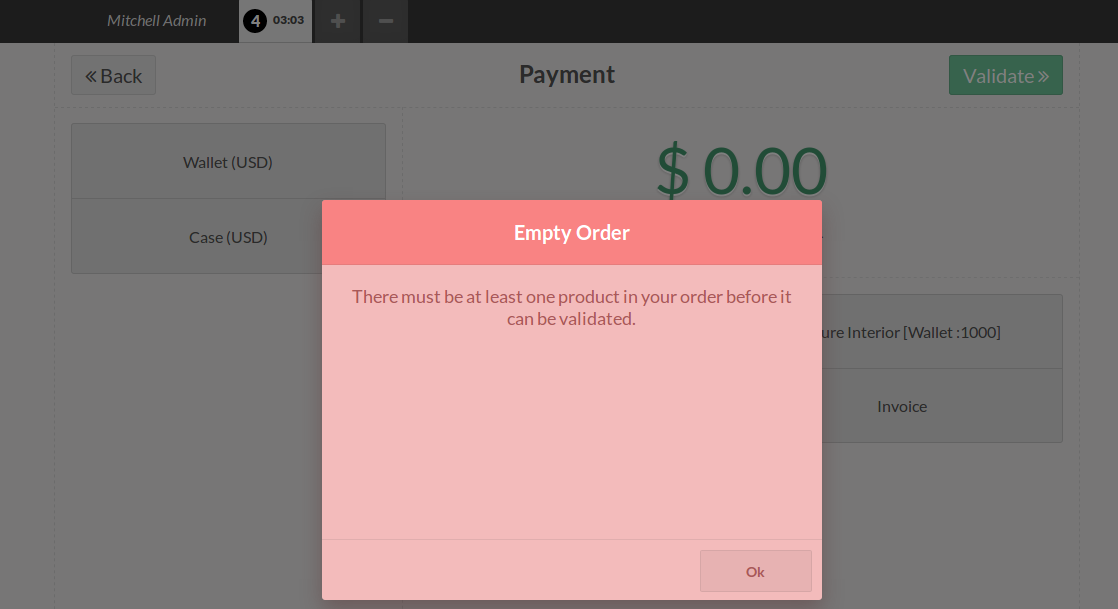 Mitchell Admin
4 03:03
Back
Payment
Validate
Wallet (USD)
$ 0.00
Case (USD)
Empty Order
There must be at least one product in your order before it
can be validated.
Interior [Wallet :1000]
Invoice
Ok